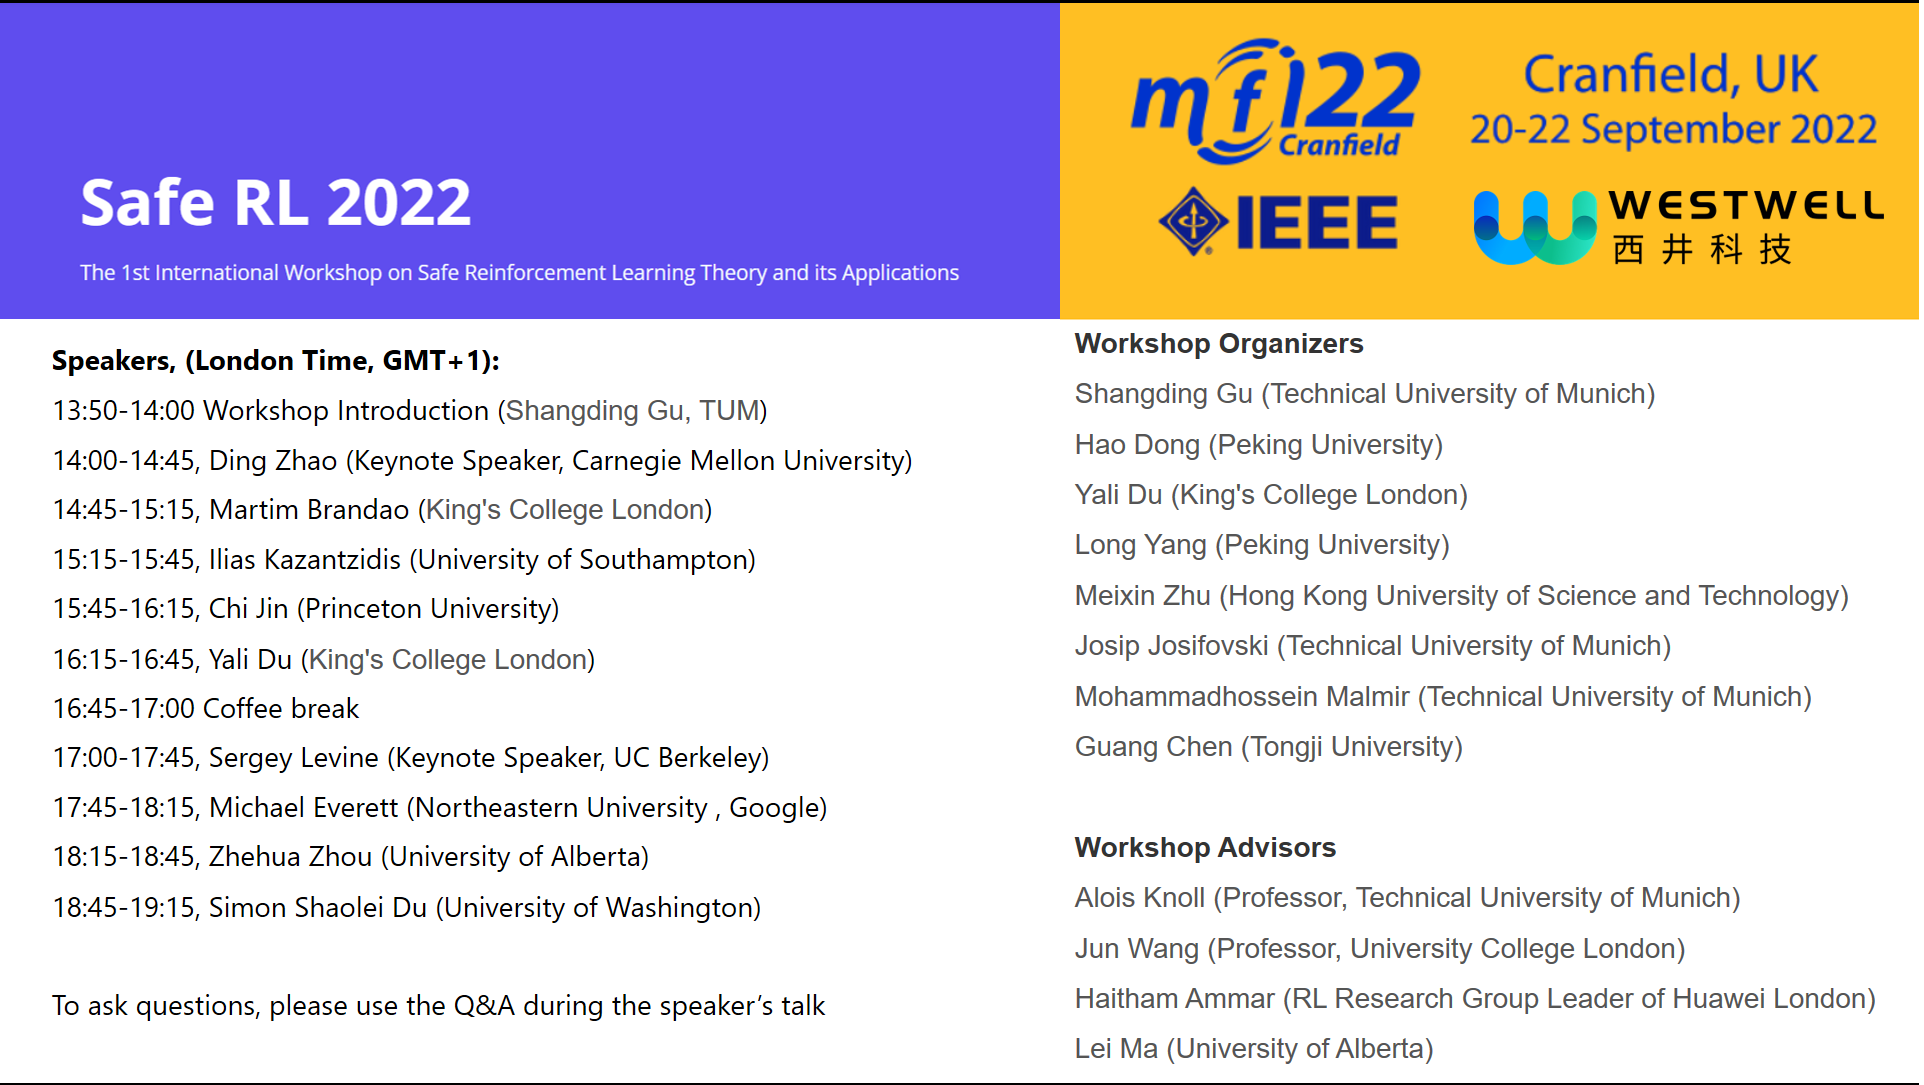 Safe RL 2022
The 1st International Workshop on Safe Reinforcement Learning Theory and its Applications
mfi22
Cranfield
Cranfield, UK
20-22 September 2022
IEEE
WESTWELL
西井科技
Speakers, (London Time, GMT+1):
13:50-14:00 Workshop Introduction (Shangding Gu, TUM)
14:00-14:45, Ding Zhao (Keynote Speaker, Carnegie Mellon University)
14:45-15:15, Martim Brandao (King's College London)
15:15-15:45, Ilias Kazantzidis (University of Southampton)
15:45-16:15, Chi Jin (Princeton University)
16:15-16:45, Yali Du (King's College London)
16:45-17:00 Coffee break
17:00-17:45, Sergey Levine (Keynote Speaker, UC Berkeley)
17:45-18:15, Michael Everett (Northeastern University , Google)
18:15-18:45, Zhehua Zhou (University of Alberta)
18:45-19:15, Simon Shaolei Du (University of Washington)
To ask questions, please use the Q&A during the speaker’s talk
Workshop Organizers
Shangding Gu (Technical University of Munich)
Hao Dong (Peking University)
Yali Du (King's College London)
Long Yang (Peking University)
Meixin Zhu (Hong Kong University of Science and Technology)
Josip Josifovski (Technical University of Munich)
Mohammadhossein Malmir (Technical University of Munich)
Guang Chen (Tongji University)
Workshop Advisors
Alois Knoll (Professor, Technical University of Munich)
Jun Wang (Professor, University College London)
Haitham Ammar (RL Research Group Leader of Huawei London)
Lei Ma (University of Alberta)